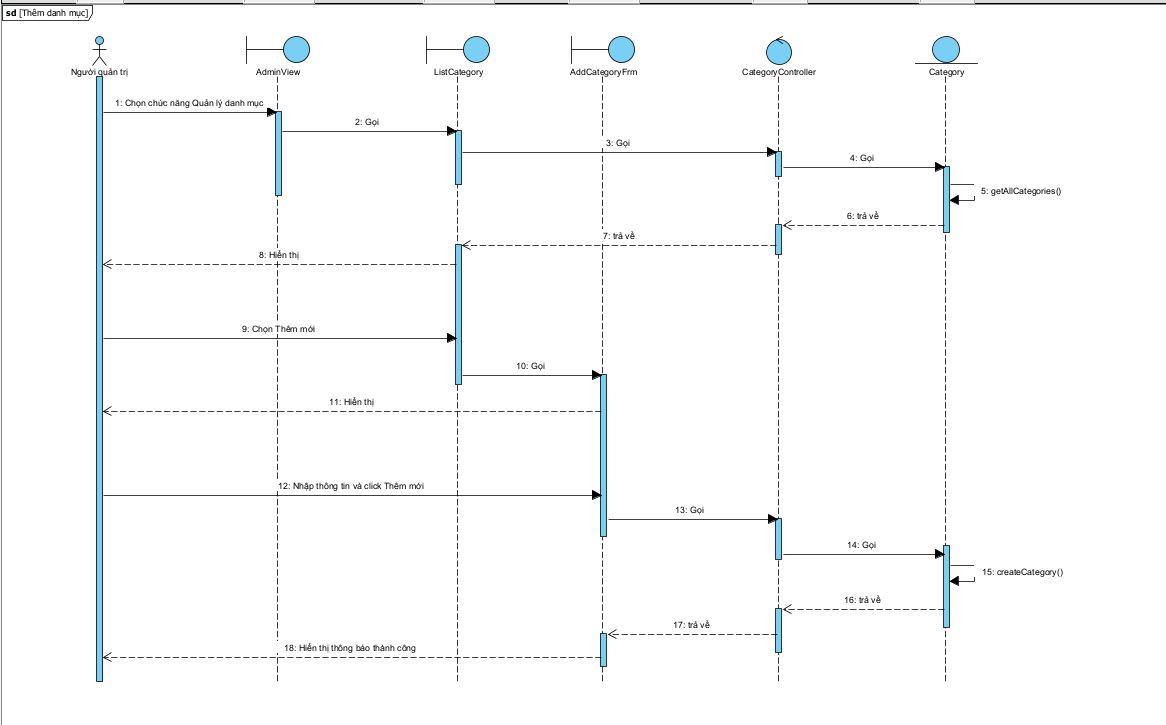 sd [Thêm danh mục]
Người quản trị
AdminView
ListCategory
AddCategoryFrm
CategoryController
Category
1: Chọn chức năng Quản lý danh mục
2: Gọi
3: Gọi
4: Gọi
5: getAllCategories()
6: trả về
7: trả về
8: Hiển thị
9: Chọn Thêm mới
10: Gọi
11: Hiển thị
12: Nhập thông tin và click Thêm mới
13: Gọi
14: Gọi
15: createCategory()
16: trả về
17: trả về
18: Hiển thị thông báo thành công